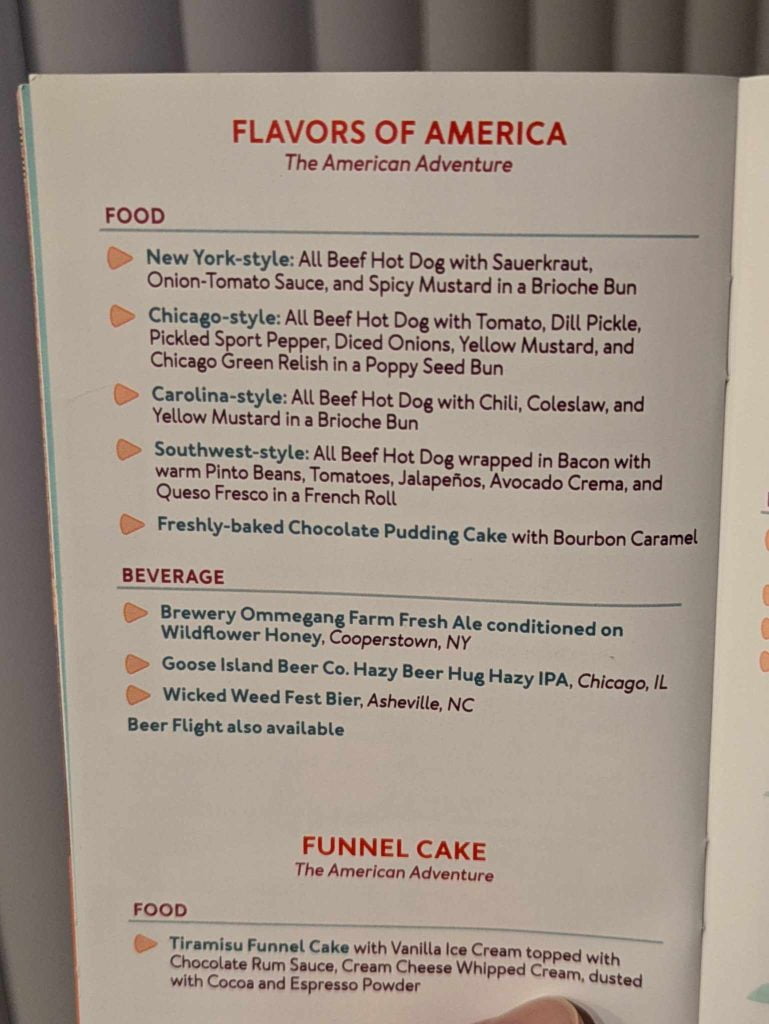 FLAVORS OF AMERICA
The American Adventure
FOOD
New York-style: All Beef Hot Dog with Sauerkraut,
Onion-Tomato Sauce, and Spicy Mustard in a Brioche Bun
Chicago-style: All Beef Hot Dog with Tomato, Dill Pickle,
Pickled Sport Pepper, Diced Onions, Yellow Mustard, and
Chicago Green Relish in a Poppy Seed Bun
Carolina-style: All Beef Hot Dog with Chili, Coleslaw, and
Yellow Mustard in a Brioche Bun
Southwest-style: All Beef Hot Dog wrapped in Bacon with
warm Pinto Beans, Tomatoes, Jalapeños, Avocado Crema, and
Queso Fresco in a French Roll
Freshly-baked Chocolate Pudding Cake with Bourbon Caramel
BEVERAGE
Brewery Ommegang Farm Fresh Ale conditioned on
Wildflower Honey, Cooperstown, NY
Goose Island Beer Co. Hazy Beer Hug Hazy IPA, Chicago, IL
Wicked Weed Fest Bier, Asheville, NC
Beer Flight also available
FUNNEL CAKE
The American Adventure
FOOD
Tiramisu Funnel Cake with Vanilla Ice Cream topped with
Chocolate Rum Sauce, Cream Cheese Whipped Cream, dusted
with Cocoa and Espresso Powder